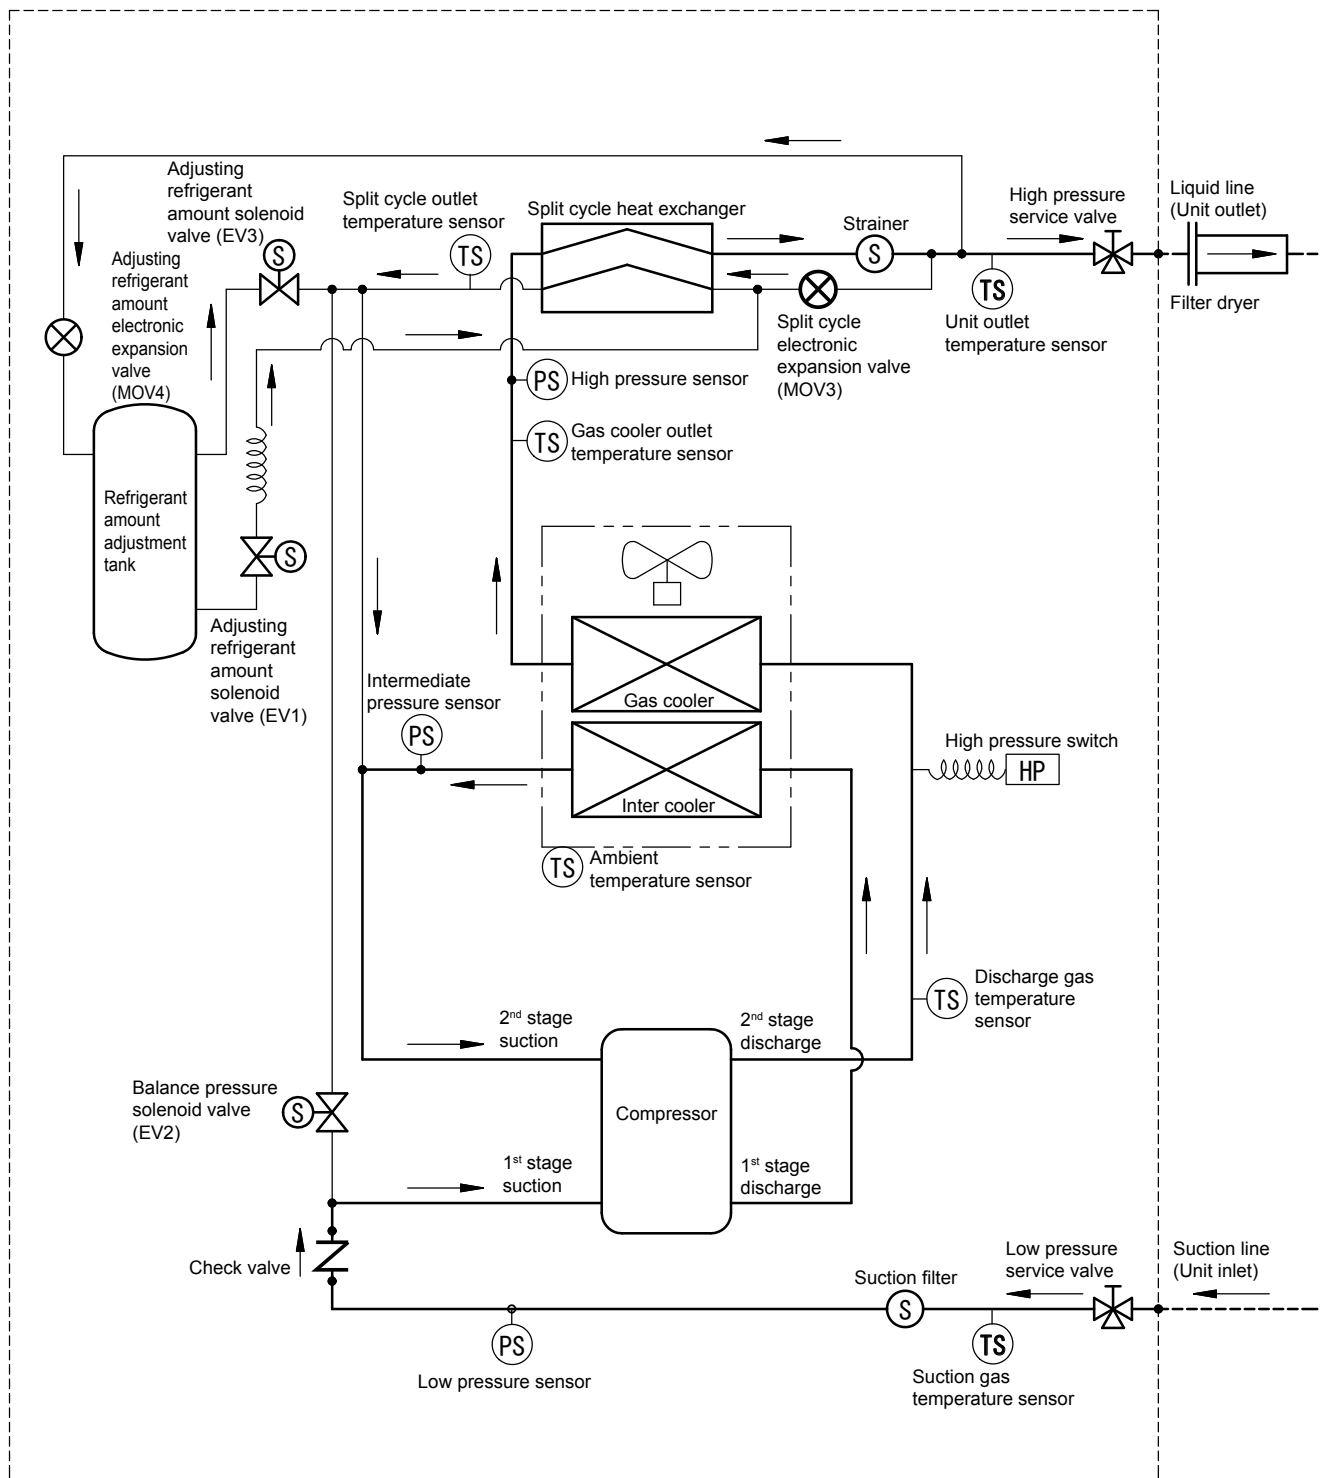 Adjusting
refrigerant
amount solenoid
valve (EV3)
S
Split cycle outlet
temperature sensor
TS
Split cycle heat exchanger
Strainer
S
High pressure
service valve
Liquid line
(Unit outlet)
Filter dryer
Adjusting
refrigerant
amount
electronic
expansion
valve
(MOV4)
TS
Unit outlet
temperature sensor
Split cycle
electronic
expansion valve
(MOV3)
PS
High pressure sensor
TS
Gas cooler outlet
temperature sensor
Refrigerant
amount
adjustment
tank
S
Adjusting
refrigerant
amount
solenoid
valve (EV1)
Intermediate
pressure sensor
PS
Gas cooler
Inter cooler
High pressure switch
HP
TS
Ambient
temperature sensor
TS
Discharge gas
temperature
sensor
2nd stage
suction
2nd stage
discharge
Balance pressure
solenoid valve
(EV2)
S
Compressor
1st stage
suction
1st stage
discharge
Check valve
Suction filter
S
Low pressure
service valve
Suction line
(Unit inlet)
PS
Low pressure sensor
TS
Suction gas
temperature sensor